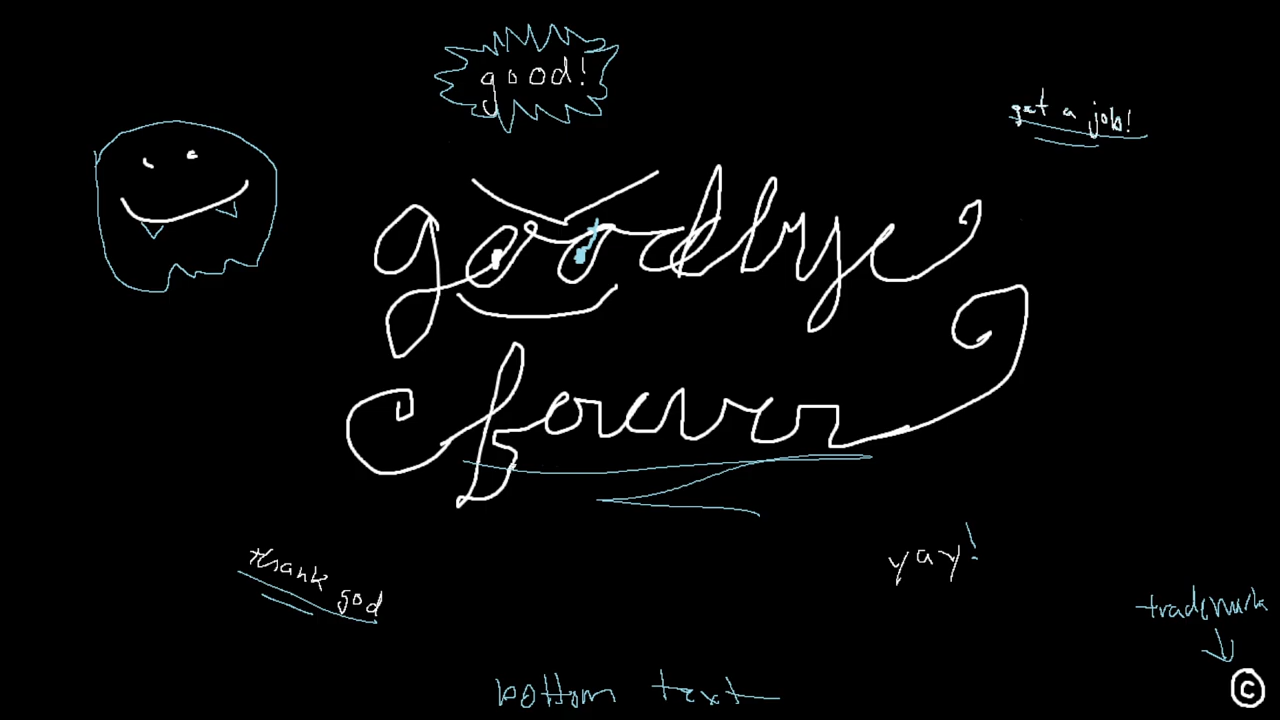 good!
get a job!
goodbye
forever
thank god
yay!
trademark
©
bottom text